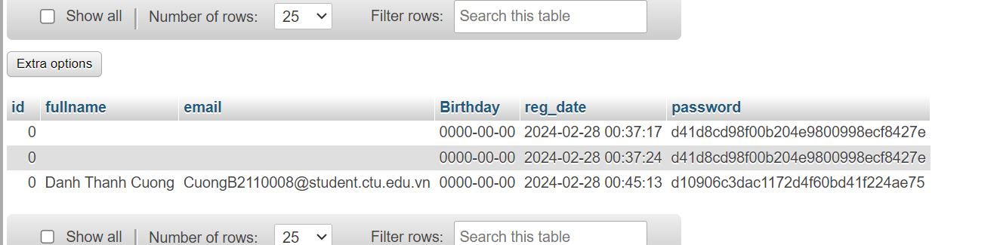 Show all Number of rows: 25 Filter rows: Search this table
Extra options
id fullname email Birthday reg_date password
0 0000-00-00 2024-02-28 00:37:17 d41d8cd98f00b204e9800998ecf8427e
0 0000-00-00 2024-02-28 00:37:24 d41d8cd98f00b204e9800998ecf8427e
0 Danh Thanh Cuong CuongB2110008@student.ctu.edu.vn 0000-00-00 2024-02-28 00:45:13 d10906c3dac1172d4f60bd41f224ae75
Show all Number of rows: 25 Filter rows: Search this table